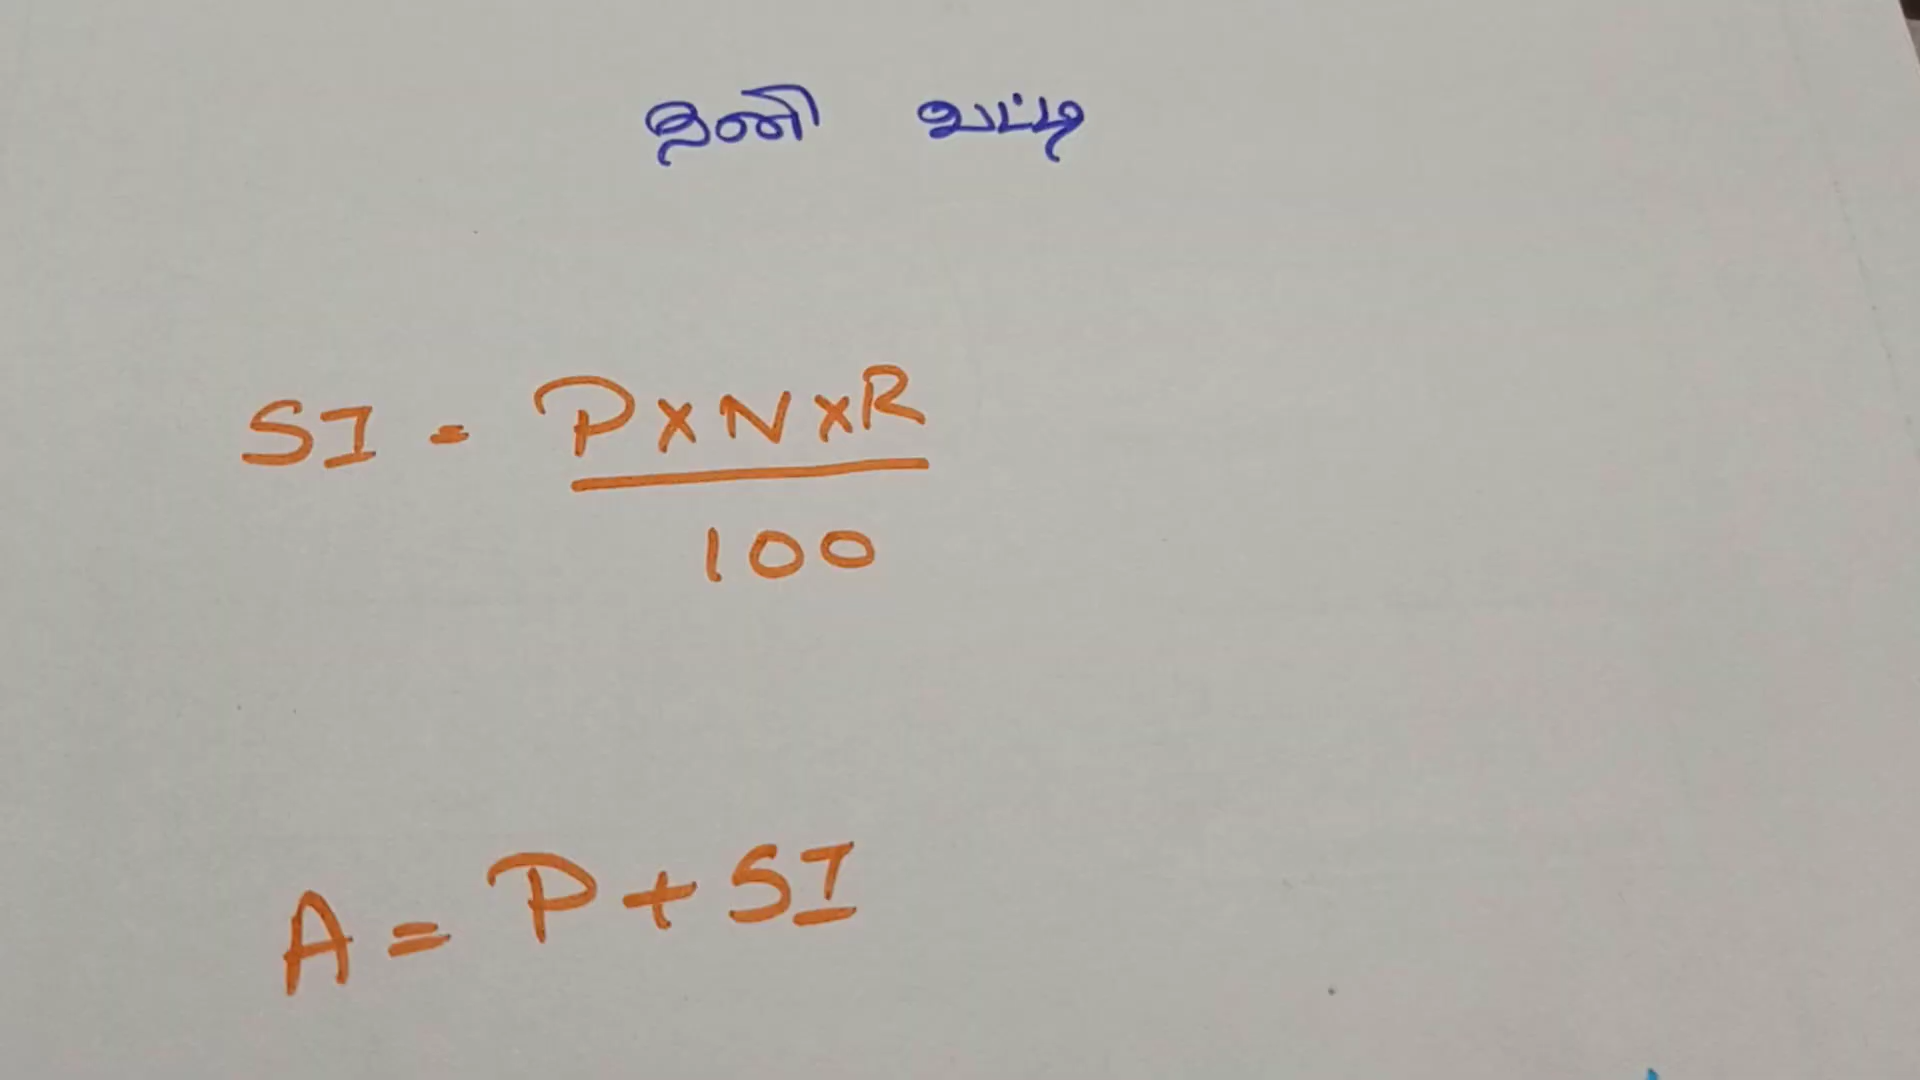 தனி வட்டி
SI = P×N×R
100
A = P + SI